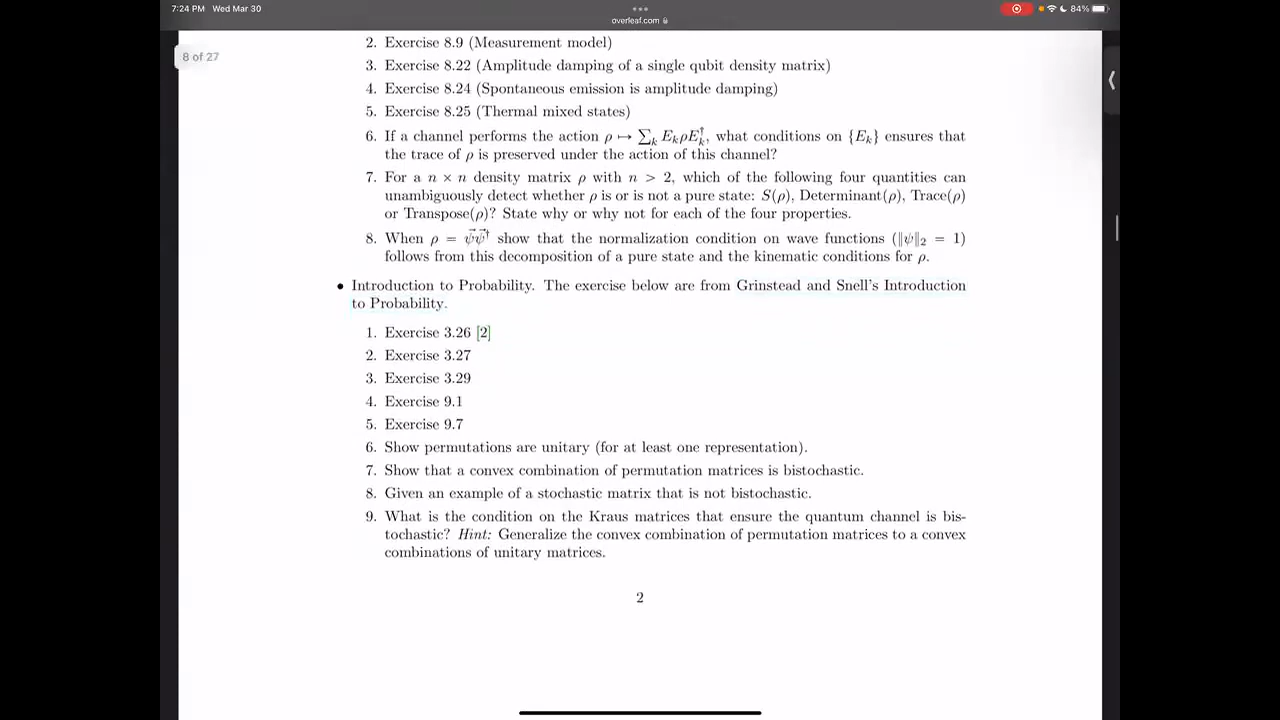 7:24 PM Wed Mar 30
overleaf.com
84%
8 of 27
2. Exercise 8.9 (Measurement model)
3. Exercise 8.22 (Amplitude damping of a single qubit density matrix)
4. Exercise 8.24 (Spontaneous emission is amplitude damping)
5. Exercise 8.25 (Thermal mixed states)
6. If a channel performs the action ρ ↦ ∑ₖ EₖρEₖ†, what conditions on {Eₖ} ensures that
the trace of ρ is preserved under the action of this channel?
7. For a n × n density matrix ρ with n > 2, which of the following four quantities can
unambiguously detect whether ρ is or is not a pure state: S(ρ), Determinant(ρ), Trace(ρ)
or Transpose(ρ)? State why or why not for each of the four properties.
8. When ρ = ψ⃗ψ⃗† show that the normalization condition on wave functions (‖ψ‖₂ = 1)
follows from this decomposition of a pure state and the kinematic conditions for ρ.
• Introduction to Probability. The exercise below are from Grinstead and Snell's Introduction
to Probability.
1. Exercise 3.26 [2]
2. Exercise 3.27
3. Exercise 3.29
4. Exercise 9.1
5. Exercise 9.7
6. Show permutations are unitary (for at least one representation).
7. Show that a convex combination of permutation matrices is bistochastic.
8. Given an example of a stochastic matrix that is not bistochastic.
9. What is the condition on the Kraus matrices that ensure the quantum channel is bis-
tochastic? Hint: Generalize the convex combination of permutation matrices to a convex
combinations of unitary matrices.
2